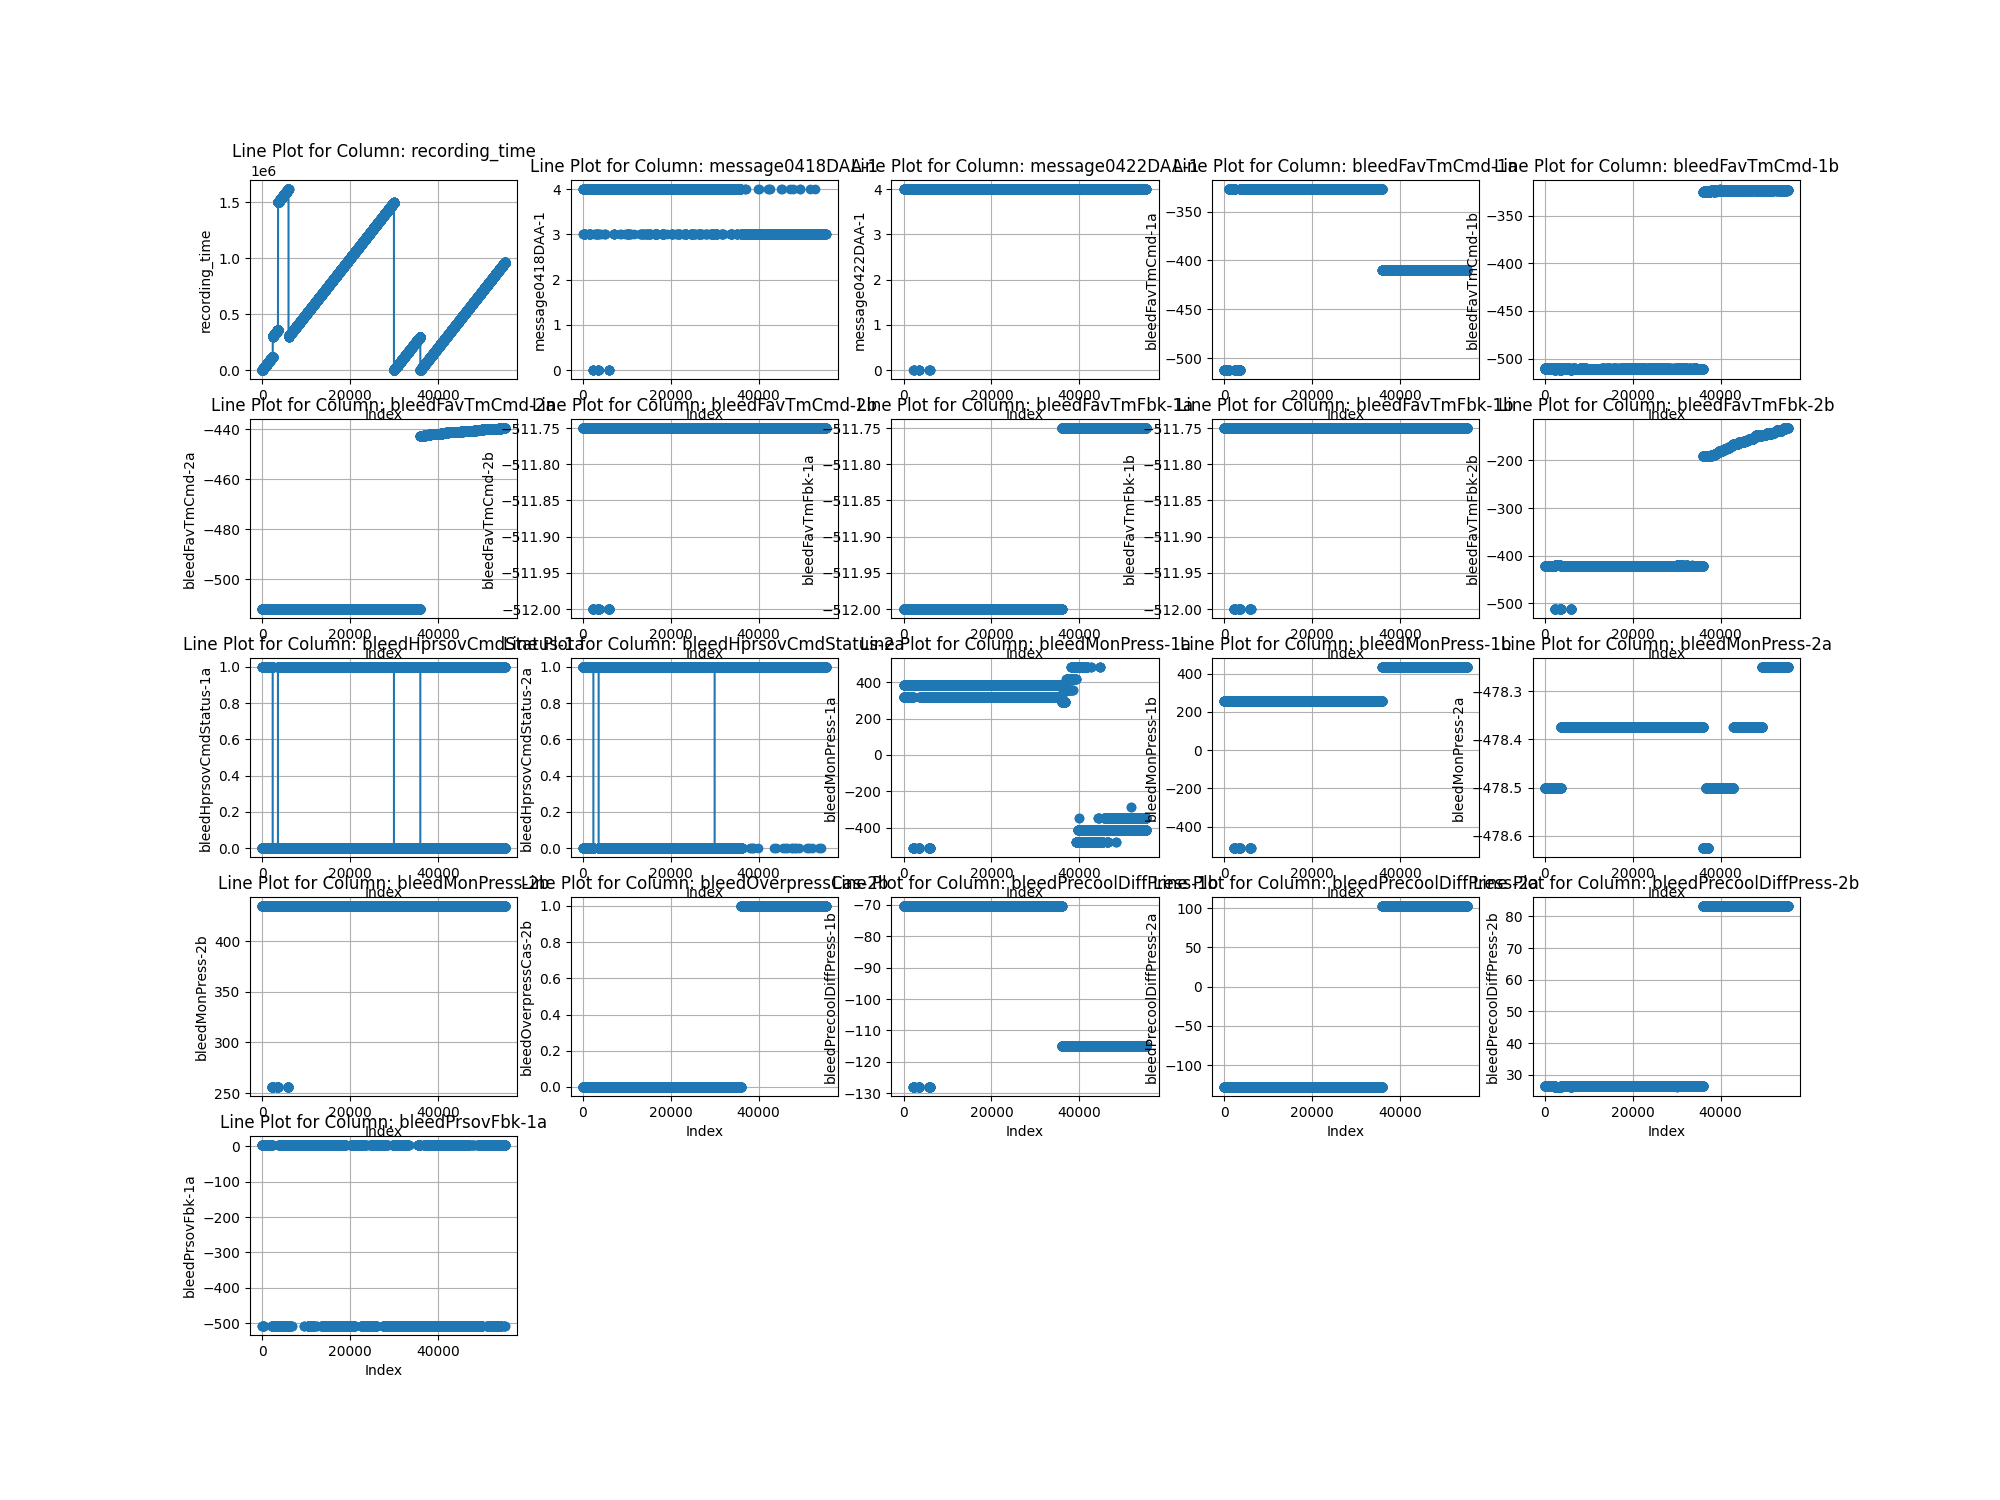 Line Plot for Column: recording_time
1e6
recording_time
1.5
1.0
0.5
0.0
0 20000 40000
Index
Line Plot for Column: message0418DAA-1
message0418DAA-1
4
3
2
1
0
0 20000 40000
Line Plot for Column: message0422DAA-1
message0422DAA-1
4
3
2
1
0
0 20000 40000
Line Plot for Column: bleedFavTmCmd-1a
bleedFavTmCmd-1a
−350
−400
−450
−500
0 20000 40000
Line Plot for Column: bleedFavTmCmd-1b
bleedFavTmCmd-1b
−350
−400
−450
−500
0 20000 40000
Line Plot for Column: bleedFavTmCmd-2a
bleedFavTmCmd-2a
−440
−460
−480
−500
0 20000 40000
Index
Line Plot for Column: bleedFavTmCmd-2b
bleedFavTmCmd-2b
−511.75
−511.80
−511.85
−511.90
−511.95
−512.00
0 20000 40000
Line Plot for Column: bleedFavTmFbk-1a
bleedFavTmFbk-1a
−511.75
−511.80
−511.85
−511.90
−511.95
−512.00
0 20000 40000
Index
Line Plot for Column: bleedFavTmFbk-1b
bleedFavTmFbk-1b
−511.75
−511.80
−511.85
−511.90
−511.95
−512.00
0 20000 40000
Index
Line Plot for Column: bleedFavTmFbk-2b
bleedFavTmFbk-2b
−200
−300
−400
−500
0 20000 40000
Index
Line Plot for Column: bleedHprsovCmdStatus-1a
bleedHprsovCmdStatus-1a
1.0
0.8
0.6
0.4
0.2
0.0
0 20000 40000
Index
Line Plot for Column: bleedHprsovCmdStatus-2a
bleedHprsovCmdStatus-2a
1.0
0.8
0.6
0.4
0.2
0.0
0 20000 40000
Index
Line Plot for Column: bleedMonPress-1a
bleedMonPress-1a
400
200
0
−200
−400
0 20000 40000
Index
Line Plot for Column: bleedMonPress-1b
bleedMonPress-1b
400
200
0
−200
−400
0 20000 40000
Index
Line Plot for Column: bleedMonPress-2a
bleedMonPress-2a
−478.3
−478.4
−478.5
−478.6
0 20000 40000
Index
Line Plot for Column: bleedMonPress-2b
bleedMonPress-2b
400
350
300
250
0 20000 40000
Index
Line Plot for Column: bleedOverpressCas-2b
bleedOverpressCas-2b
1.0
0.8
0.6
0.4
0.2
0.0
0 20000 40000
Index
Line Plot for Column: bleedPrecoolDiffPress-1b
bleedPrecoolDiffPress-1b
−70
−80
−90
−100
−110
−120
−130
0 20000 40000
Index
Line Plot for Column: bleedPrecoolDiffPress-2a
bleedPrecoolDiffPress-2a
100
50
0
−50
−100
0 20000 40000
Index
Line Plot for Column: bleedPrecoolDiffPress-2b
bleedPrecoolDiffPress-2b
80
70
60
50
40
30
0 20000 40000
Index
Line Plot for Column: bleedPrsovFbk-1a
bleedPrsovFbk-1a
0
−100
−200
−300
−400
−500
0 20000 40000
Index